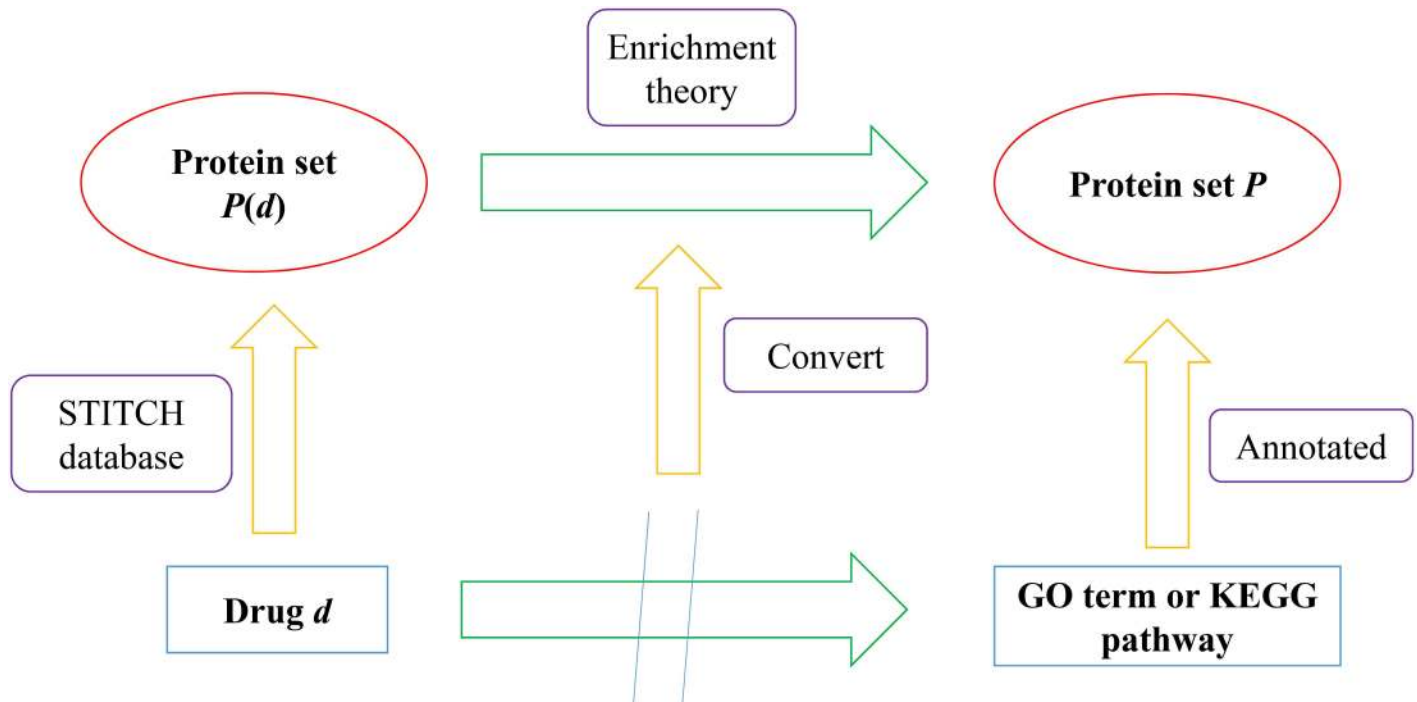 Enrichment
theory
Protein set
P(d)
Protein set P
STITCH
database
Convert
Annotated
Drug d
GO term or KEGG
pathway